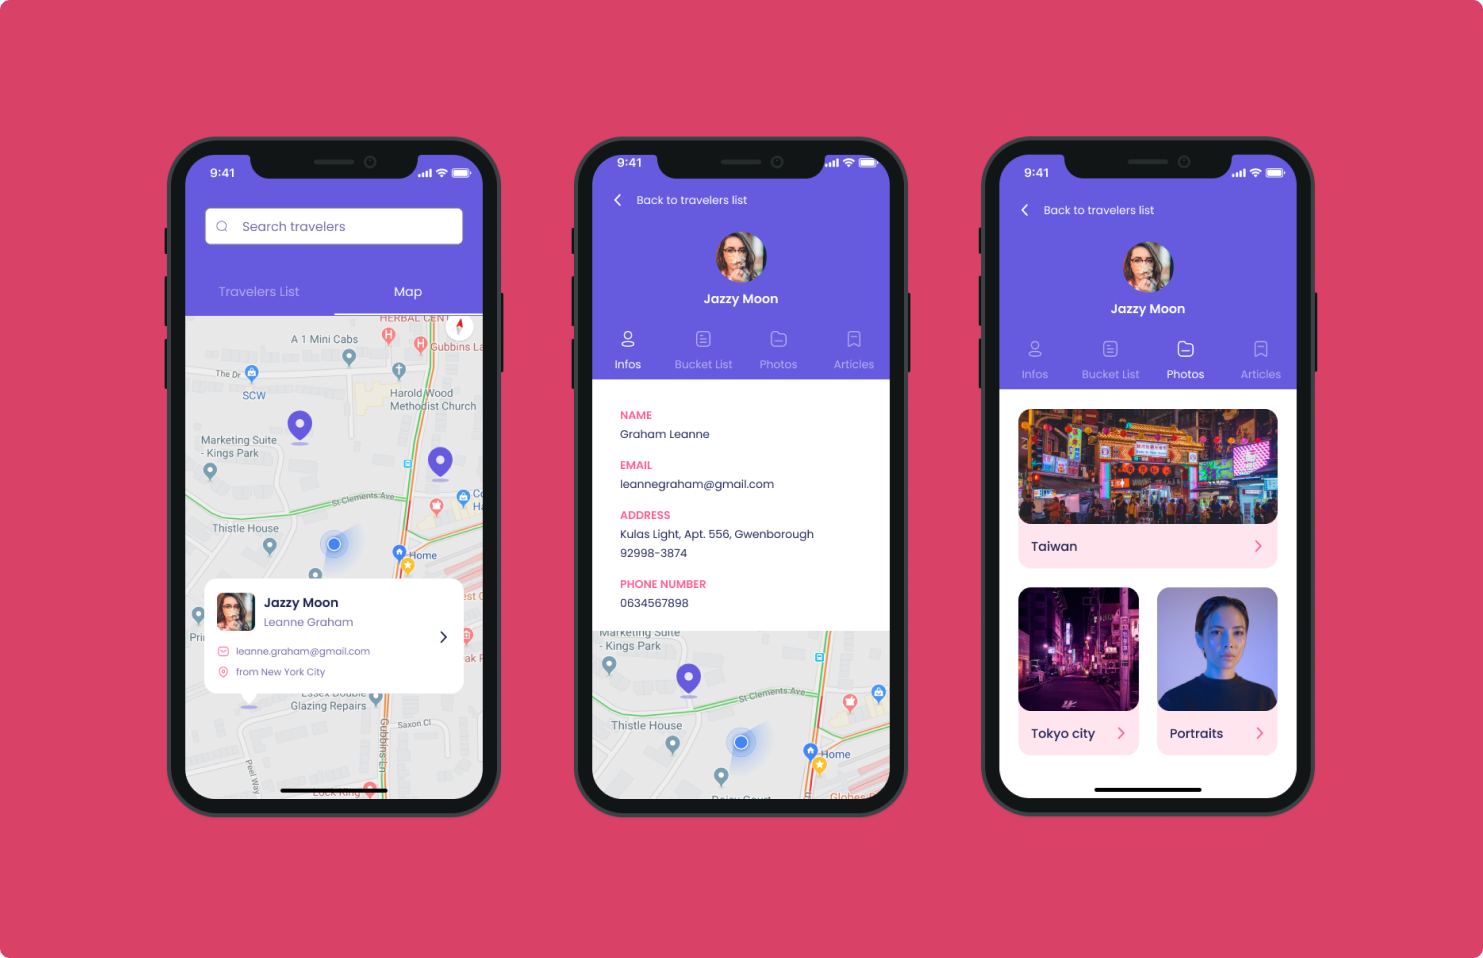 9:41
Search travelers
Travelers List
Map
HERBAL CENT
A 1 Mini Cabs
Gubbins La
The Dr
SCW
Harold Wood
Methodist Church
Marketing Suite
- Kings Park
St Clements Ave
Thistle House
Home
Jazzy Moon
Leanne Graham
leanne.graham@gmail.com
from New York City
Essex Double
Glazing Repairs
Saxon Cl
Gubbins Ln
Peel Way
Lock King
9:41
Back to travelers list
Jazzy Moon
Infos
Bucket List
Photos
Articles
NAME
Graham Leanne
EMAIL
leannegraham@gmail.com
ADDRESS
Kulas Light, Apt. 556, Gwenborough
92998-3874
PHONE NUMBER
0634567898
Marketing Suite
- Kings Park
St Clements Ave
Thistle House
Home
Daisy Court
Globes
9:41
Back to travelers list
Jazzy Moon
Infos
Bucket List
Photos
Articles
Taiwan
Tokyo city
Portraits